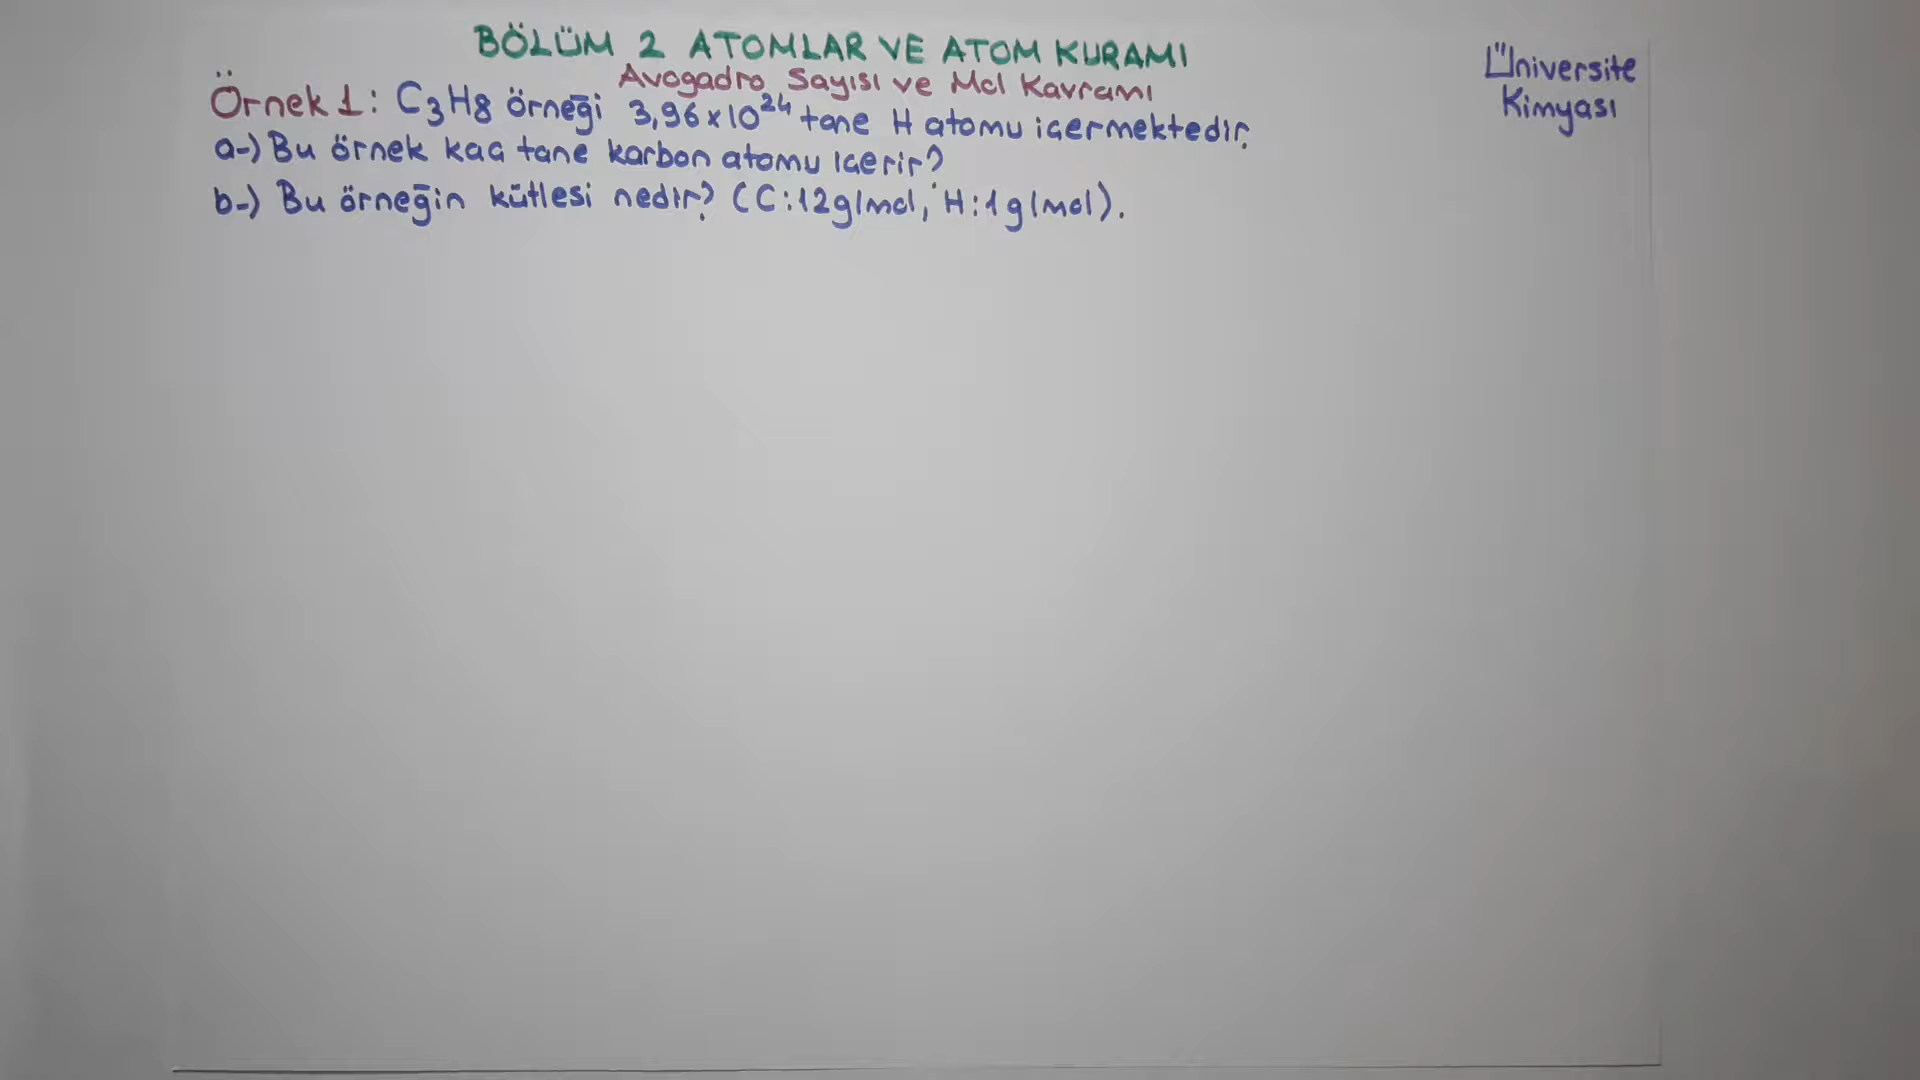 BÖLÜM 2 ATOMLAR VE ATOM KURAMI
Avogadro Sayısı ve Mol Kavramı
Üniversite
Kimyası
Örnek 1: C3H8 örneği 3,96x10^24 tane H atomu içermektedir.
a-) Bu örnek kaç tane karbon atomu içerir?
b-) Bu örneğin kütlesi nedir? (C:12g/mol, H:1g/mol).